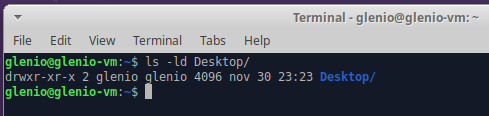 Terminal - glenio@glenio-vm: ~
File Edit View Terminal Tabs Help
glenio@glenio-vm:~$ ls -ld Desktop/
drwxr-xr-x 2 glenio glenio 4096 nov 30 23:23 Desktop/
glenio@glenio-vm:~$